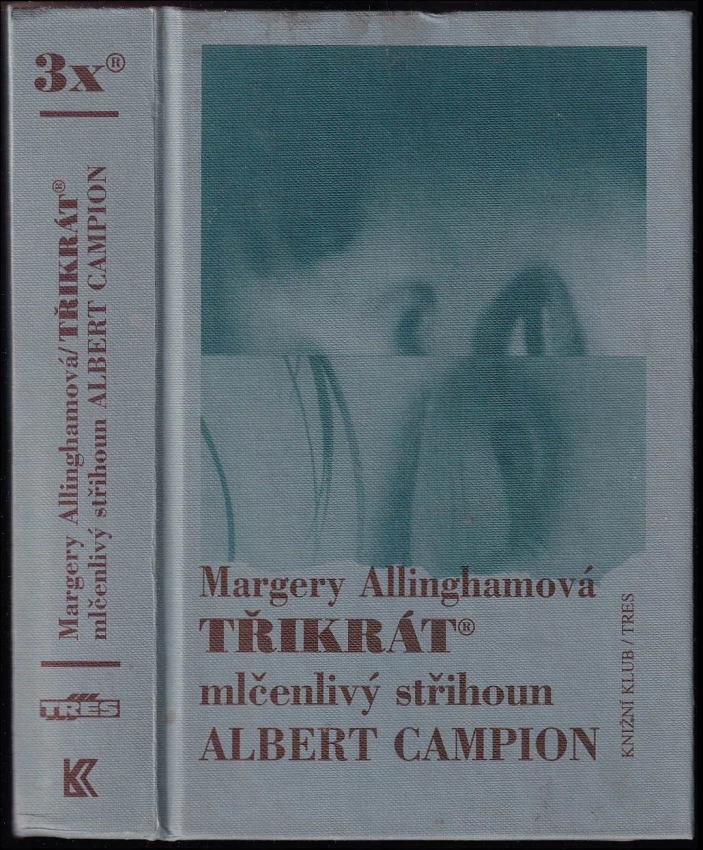 3x®
Margery Allinghamová/TŘIKRÁT®
mlčenlivý střihoun ALBERT CAMPION
TRES
K
Margery Allinghamová
TŘIKRÁT®
mlčenlivý střihoun
ALBERT CAMPION
KNIŽNÍ KLUB / TRES